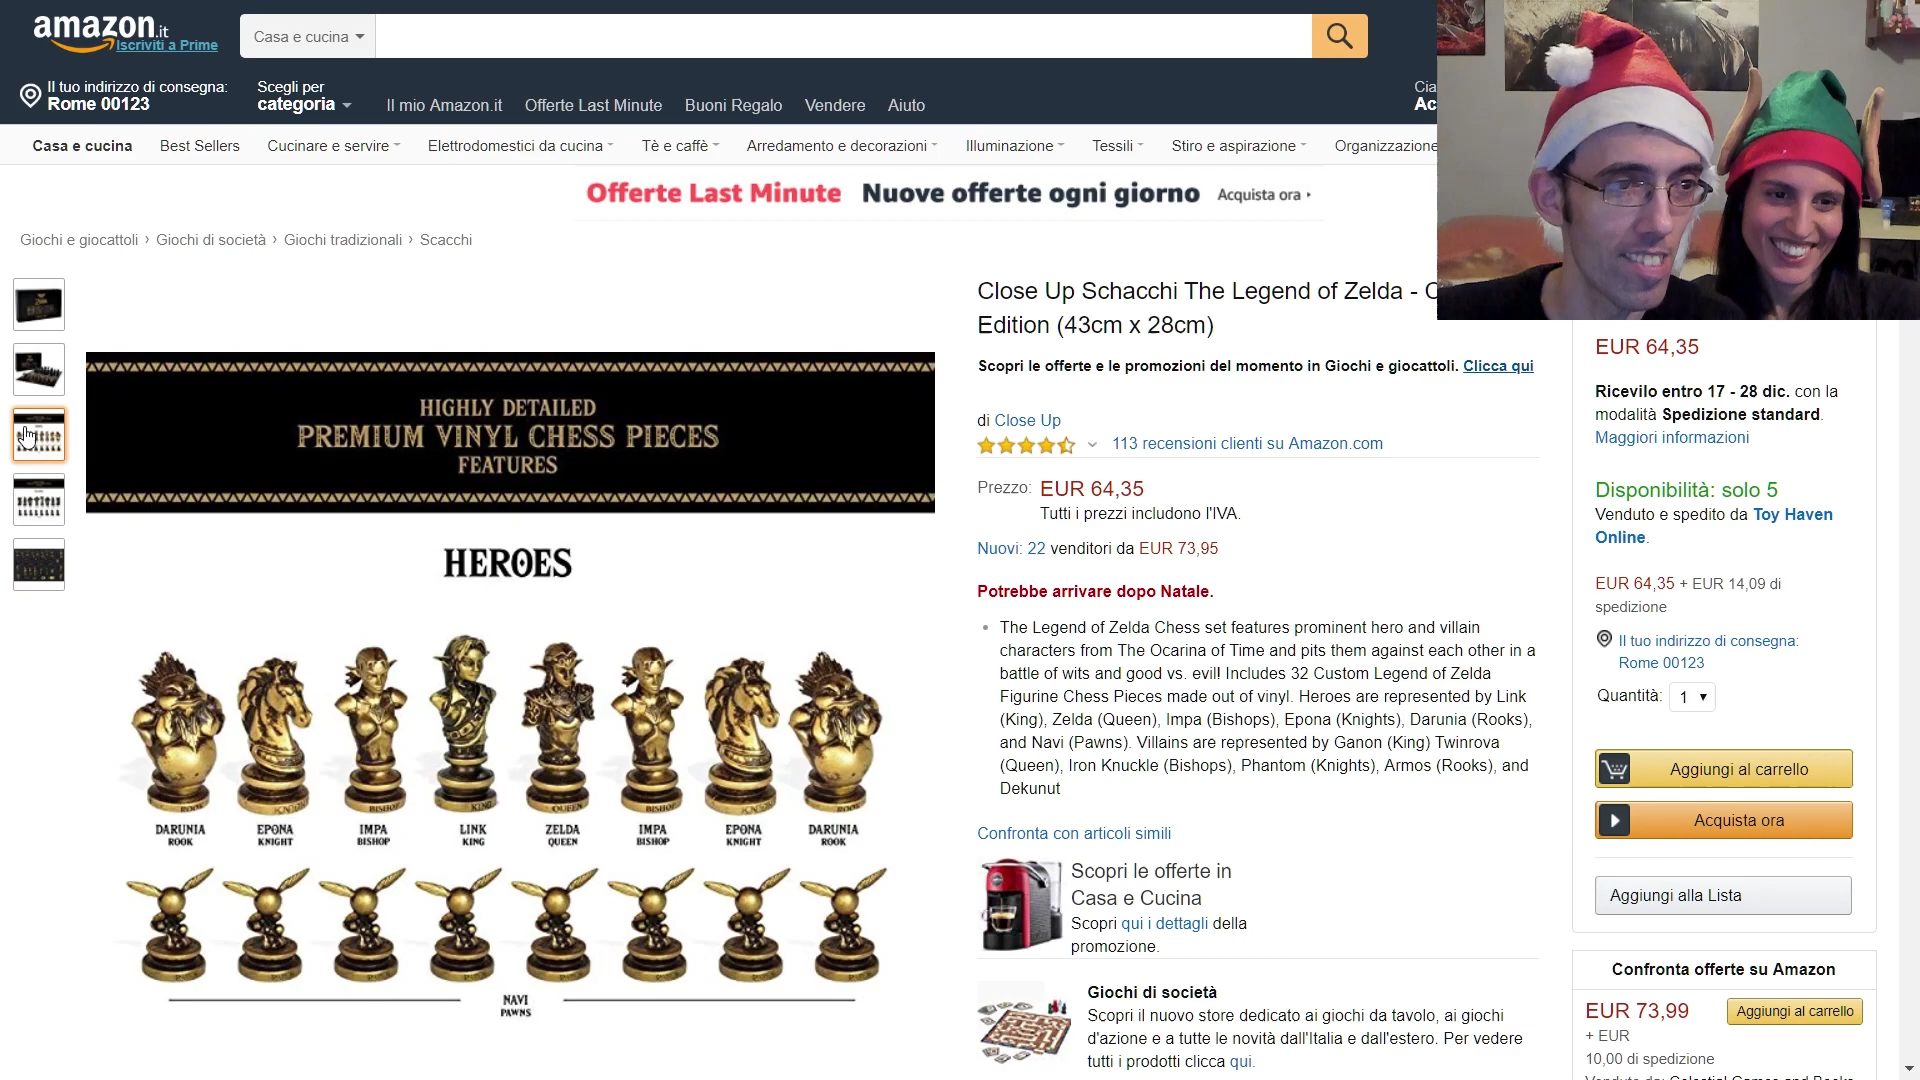 amazon.it
Iscriviti a Prime
Casa e cucina
Il tuo indirizzo di consegna:
Rome 00123
Scegli per
categoria
Il mio Amazon.it
Offerte Last Minute
Buoni Regalo
Vendere
Aiuto
Cia
Ac
Casa e cucina
Best Sellers
Cucinare e servire
Elettrodomestici da cucina
Tè e caffè
Arredamento e decorazioni
Illuminazione
Tessili
Stiro e aspirazione
Organizzazione
Offerte Last Minute Nuove offerte ogni giorno Acquista ora
Giochi e giocattoli › Giochi di società › Giochi tradizionali › Scacchi
HIGHLY DETAILED
PREMIUM VINYL CHESS PIECES
FEATURES
HEROES
KNIGHT
BISHOP
KING
QUEEN
BISHOP
KNIGHT
ROOK
DARUNIA
ROOK
EPONA
KNIGHT
IMPA
BISHOP
LINK
KING
ZELDA
QUEEN
IMPA
BISHOP
EPONA
KNIGHT
DARUNIA
ROOK
NAVI
PAWNS
Close Up Schacchi The Legend of Zelda - C
Edition (43cm x 28cm)
Scopri le offerte e le promozioni del momento in Giochi e giocattoli. Clicca qui
di Close Up
113 recensioni clienti su Amazon.com
Prezzo: EUR 64,35
Tutti i prezzi includono l'IVA.
Nuovi: 22 venditori da EUR 73,95
Potrebbe arrivare dopo Natale.
The Legend of Zelda Chess set features prominent hero and villain
characters from The Ocarina of Time and pits them against each other in a
battle of wits and good vs. evil! Includes 32 Custom Legend of Zelda
Figurine Chess Pieces made out of vinyl. Heroes are represented by Link
(King), Zelda (Queen), Impa (Bishops), Epona (Knights), Darunia (Rooks),
and Navi (Pawns). Villains are represented by Ganon (King) Twinrova
(Queen), Iron Knuckle (Bishops), Phantom (Knights), Armos (Rooks), and
Dekunut
Confronta con articoli simili
Scopri le offerte in
Casa e Cucina
Scopri qui i dettagli della
promozione.
Giochi di società
Scopri il nuovo store dedicato ai giochi da tavolo, ai giochi
d'azione e a tutte le novità dall'Italia e dall'estero. Per vedere
tutti i prodotti clicca qui.
EUR 64,35
Ricevilo entro 17 - 28 dic. con la
modalità Spedizione standard.
Maggiori informazioni
Disponibilità: solo 5
Venduto e spedito da Toy Haven
Online.
EUR 64,35 + EUR 14,09 di
spedizione
Il tuo indirizzo di consegna:
Rome 00123
Quantità: 1
Aggiungi al carrello
Acquista ora
Aggiungi alla Lista
Confronta offerte su Amazon
EUR 73,99
Aggiungi al carrello
+ EUR
10,00 di spedizione